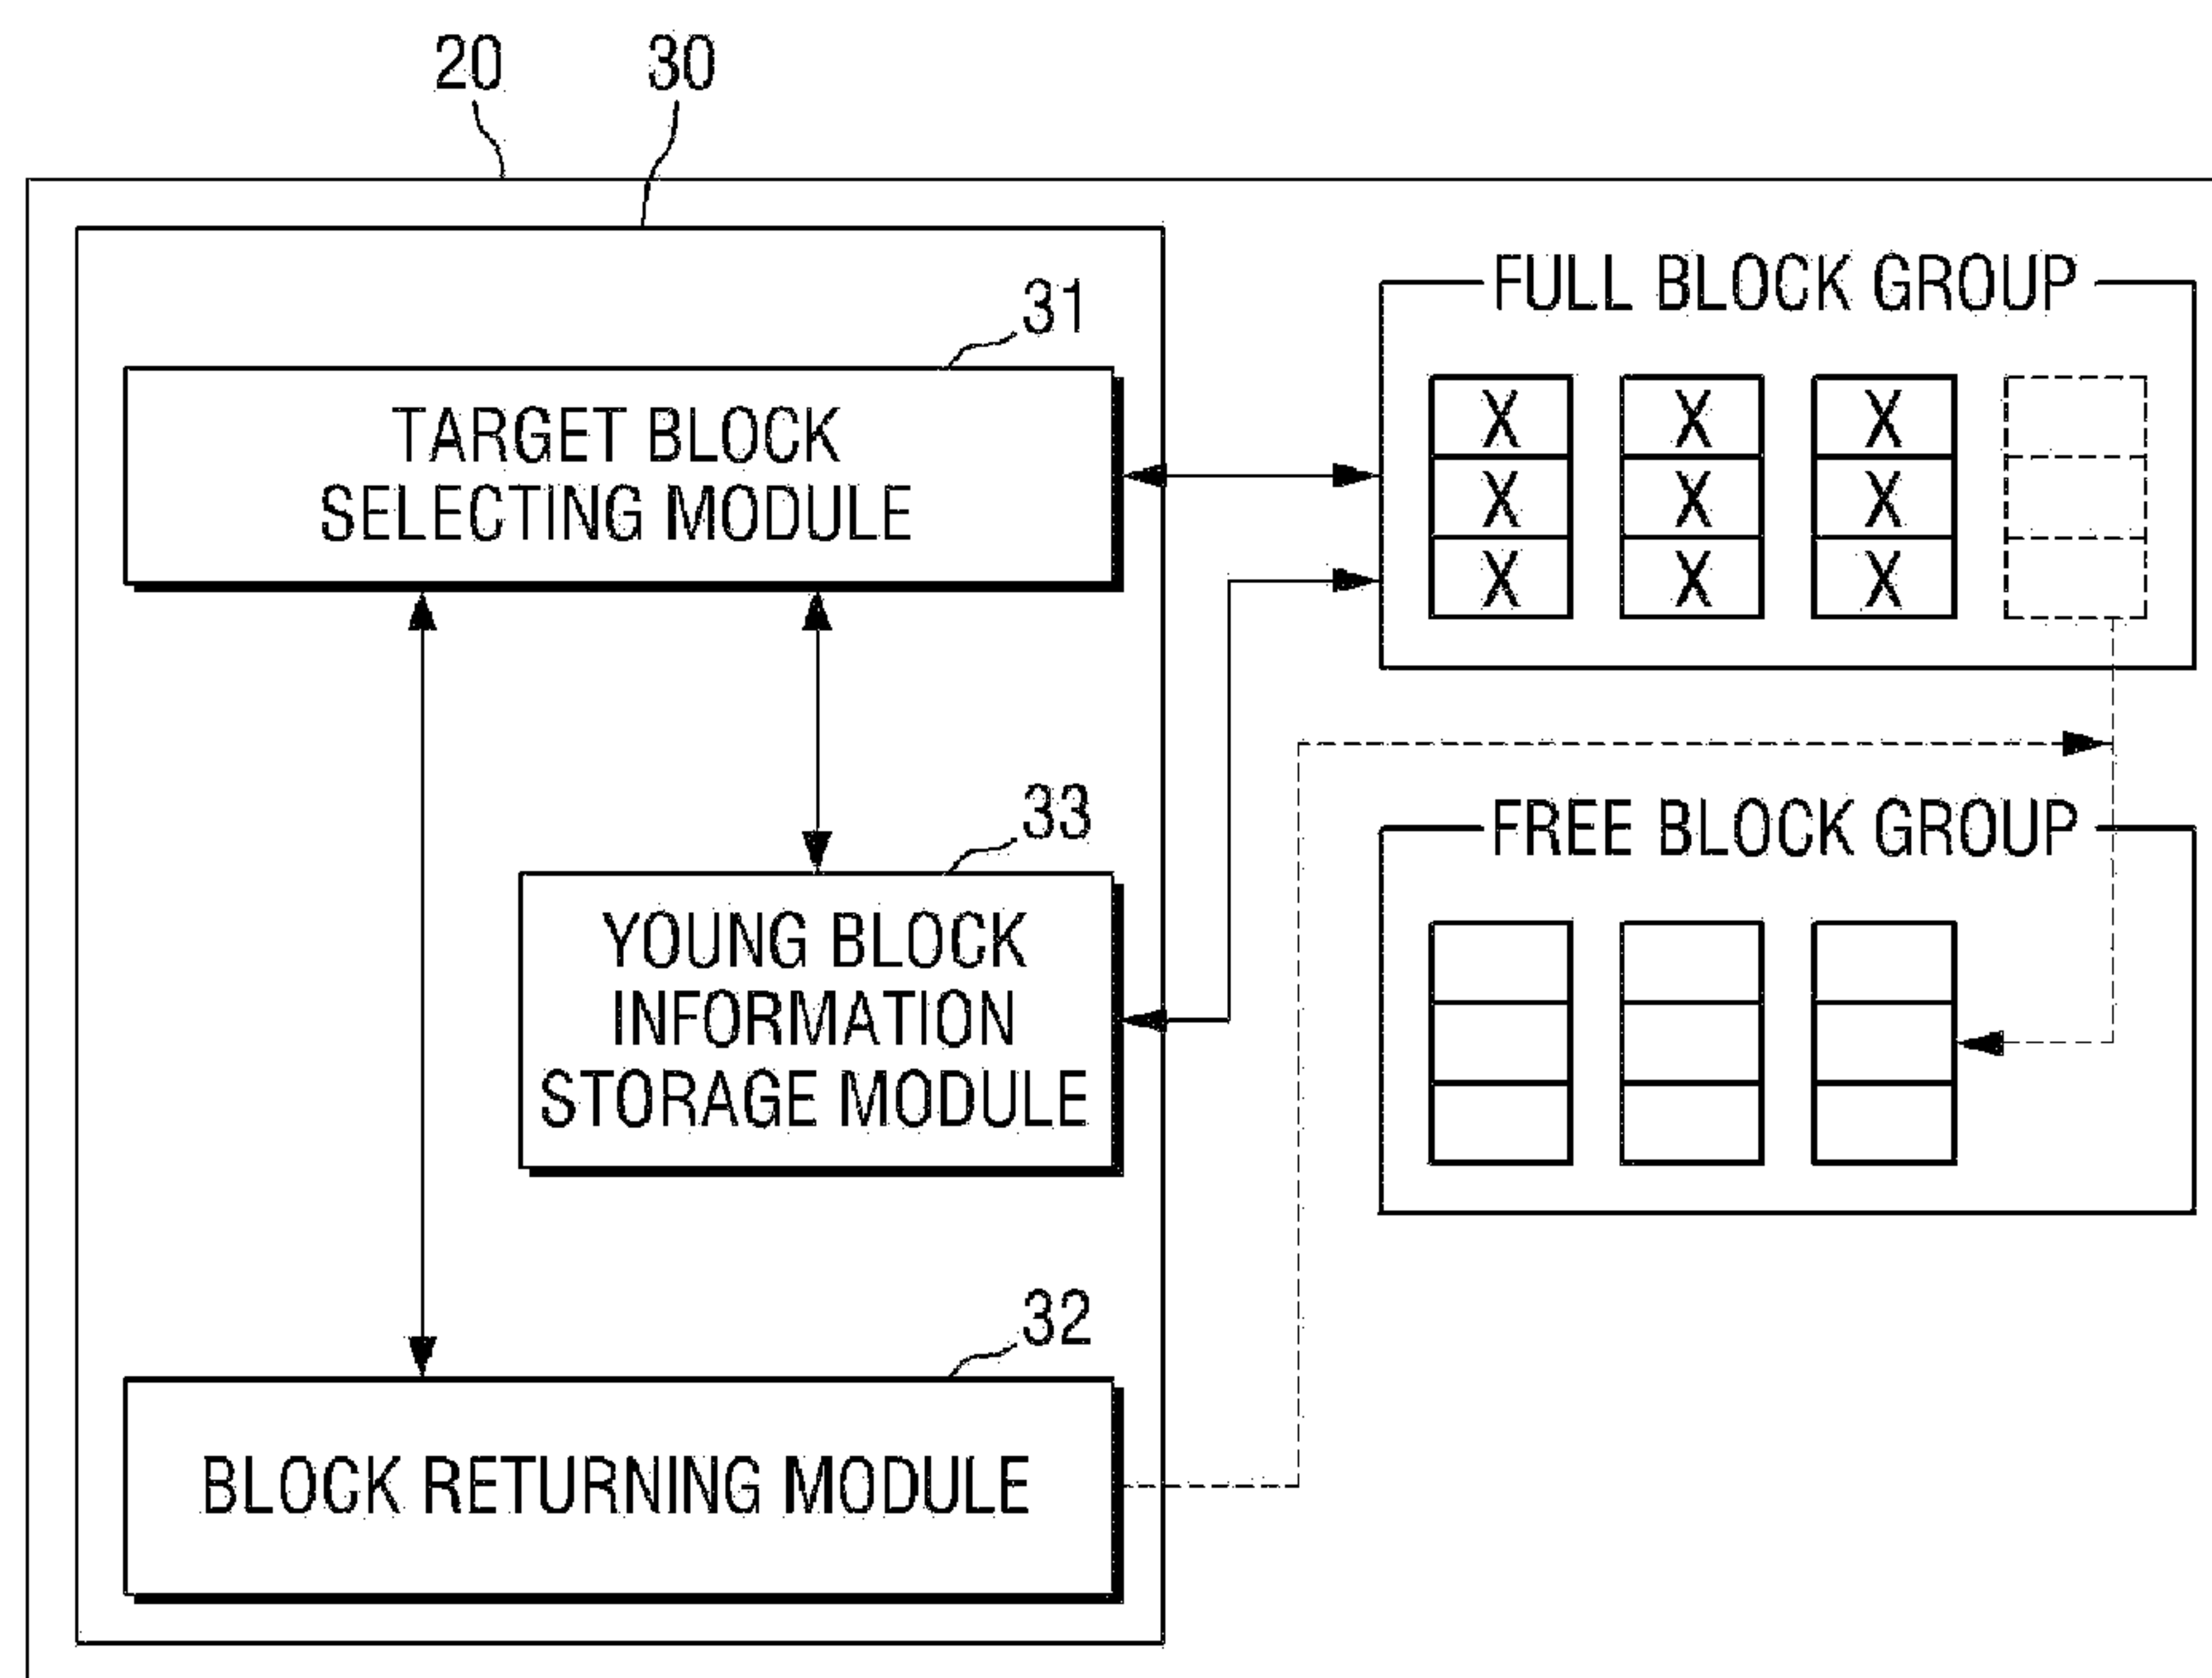 20 30
31
TARGET BLOCK
SELECTING MODULE
33
YOUNG BLOCK
INFORMATION
STORAGE MODULE
32
BLOCK RETURNING MODULE
FULL BLOCK GROUP
X X X
X X X
X X X
FREE BLOCK GROUP